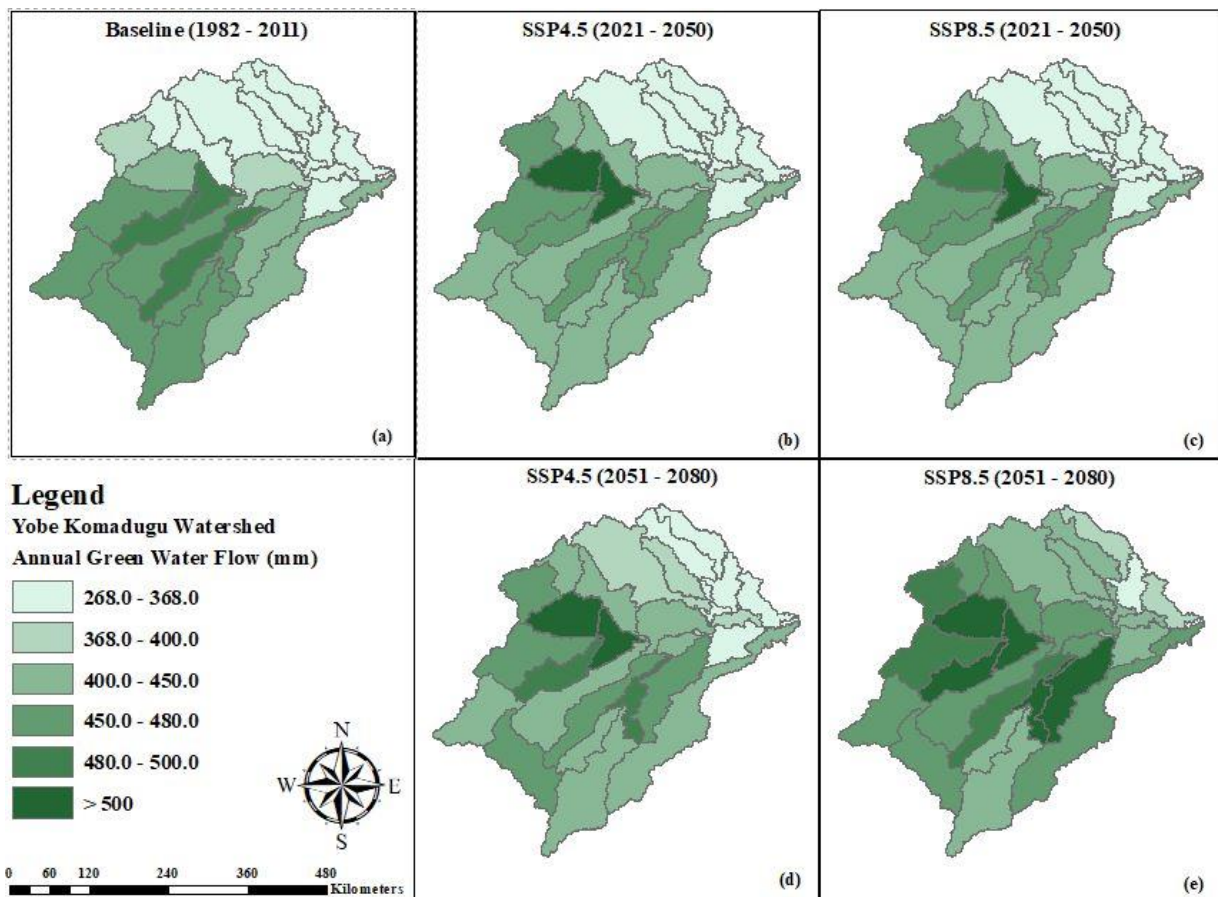 Baseline (1982 - 2011)
SSP4.5 (2021 - 2050)
SSP8.5 (2021 - 2050)
(a)
(b)
(c)
SSP4.5 (2051 - 2080)
SSP8.5 (2051 - 2080)
Legend
Yobe Komadugu Watershed
Annual Green Water Flow (mm)
268.0 - 368.0
368.0 - 400.0
400.0 - 450.0
450.0 - 480.0
480.0 - 500.0
> 500
N
W E
S
0 60 120 240 360 480
Kilometers
(d)
(e)